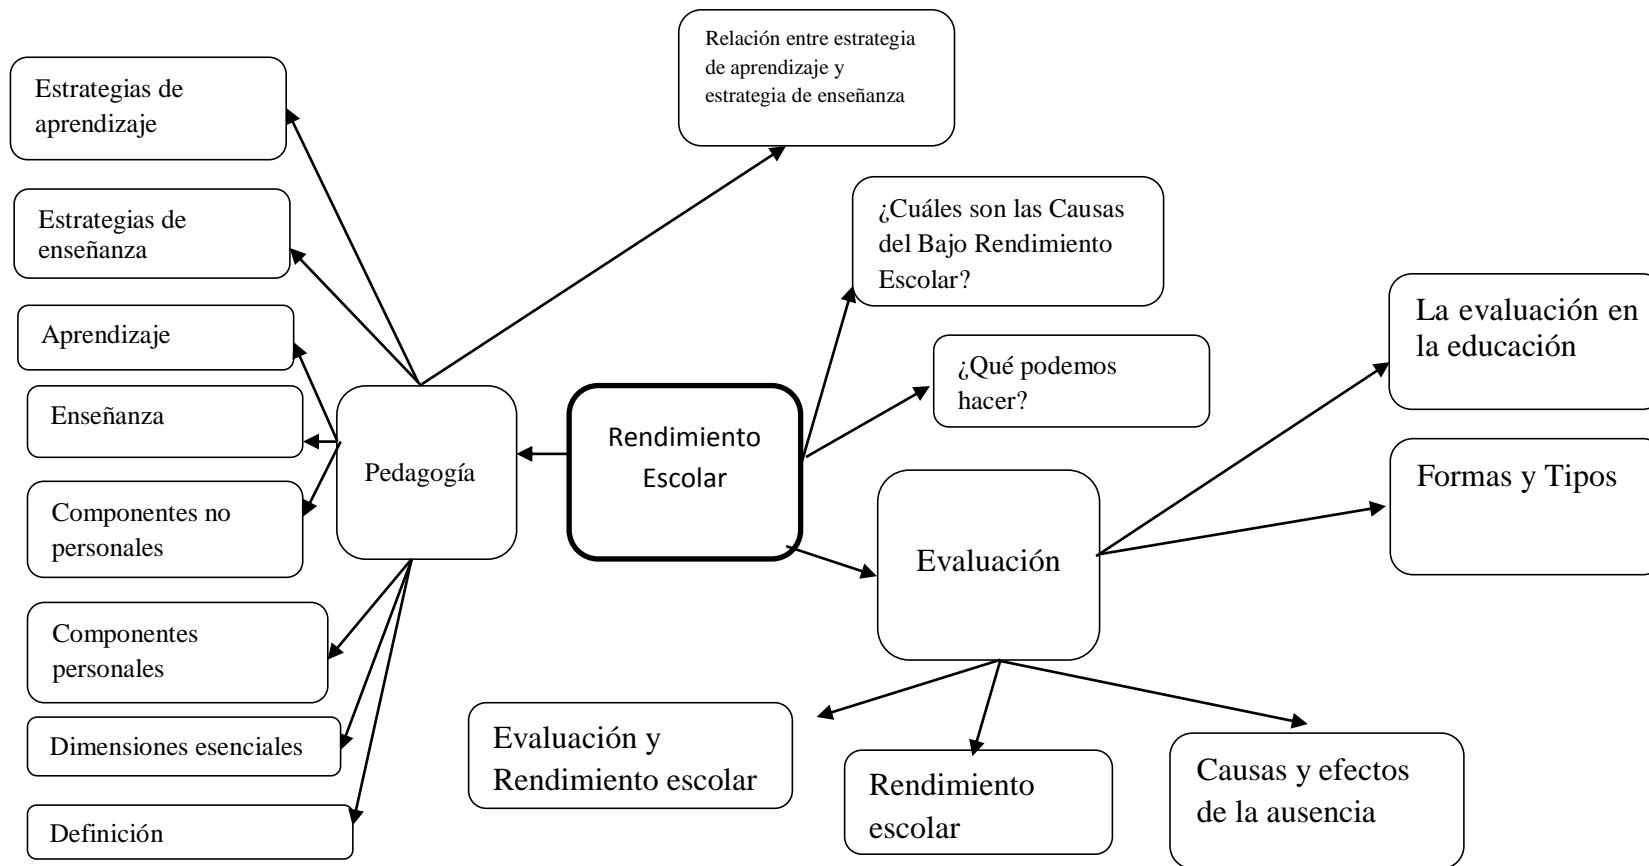 Relación entre estrategia
de aprendizaje y
estrategia de enseñanza
Estrategias de
aprendizaje
Estrategias de
enseñanza
Aprendizaje
Enseñanza
Componentes no
personales
Componentes
personales
Dimensiones esenciales
Definición
Pedagogía
Rendimiento
Escolar
¿Cuáles son las Causas
del Bajo Rendimiento
Escolar?
¿Qué podemos
hacer?
Evaluación
La evaluación en
la educación
Formas y Tipos
Evaluación y
Rendimiento escolar
Rendimiento
escolar
Causas y efectos
de la ausencia